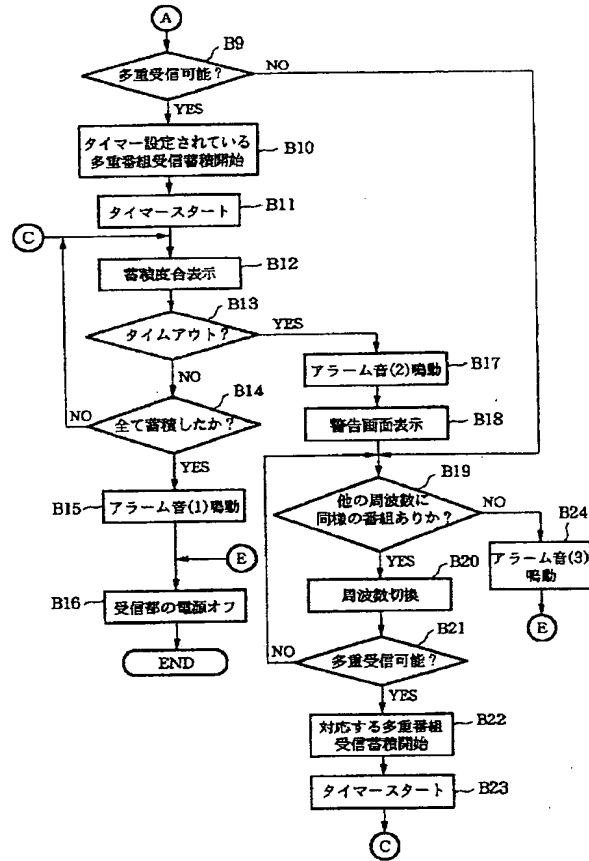 A
B9
多重受信可能?
NO
YES
タイマー設定されている
多重番組受信蓄積開始
B10
タイマースタート
B11
C
蓄積度合表示
B12
B13
タイムアウト?
YES
NO
B14
全て蓄積したか?
NO
YES
B15
アラーム音(1)鳴動
E
B16
受信部の電源オフ
END
アラーム音(2)鳴動
B17
警告画面表示
B18
B19
他の周波数に
同様の番組ありか?
NO
B24
アラーム音(3)
鳴動
E
YES
B20
周波数切換
B21
多重受信可能?
NO
YES
対応する多重番組
受信蓄積開始
B22
タイマースタート
B23
C